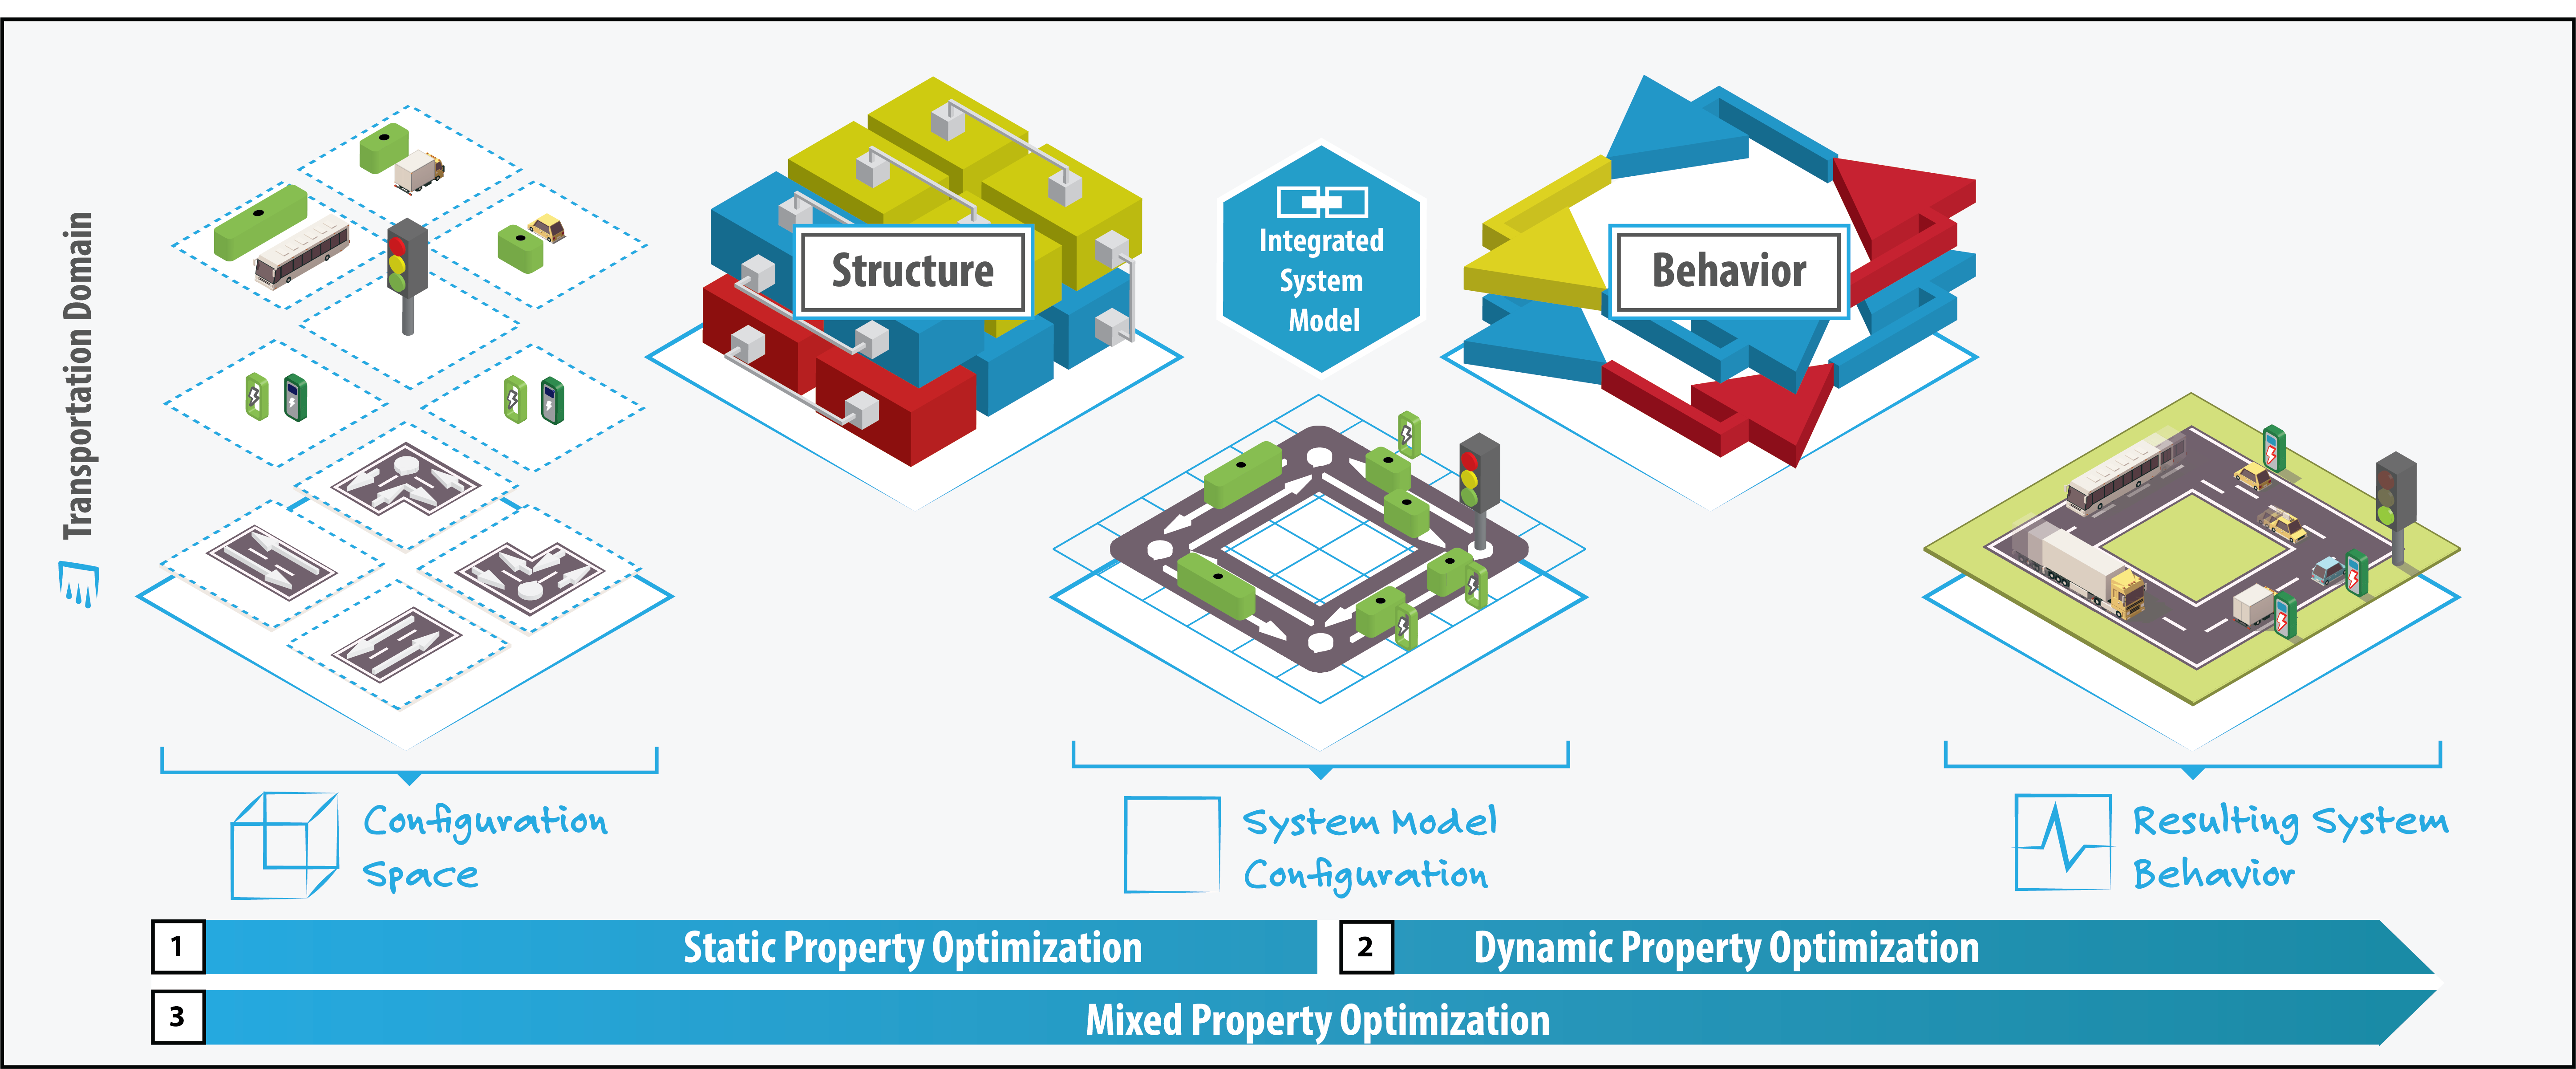 Transportation Domain
Structure
Integrated
System
Model
Behavior
Configuration
Space
System Model
Configuration
Resulting System
Behavior
1
Static Property Optimization
2
Dynamic Property Optimization
3
Mixed Property Optimization